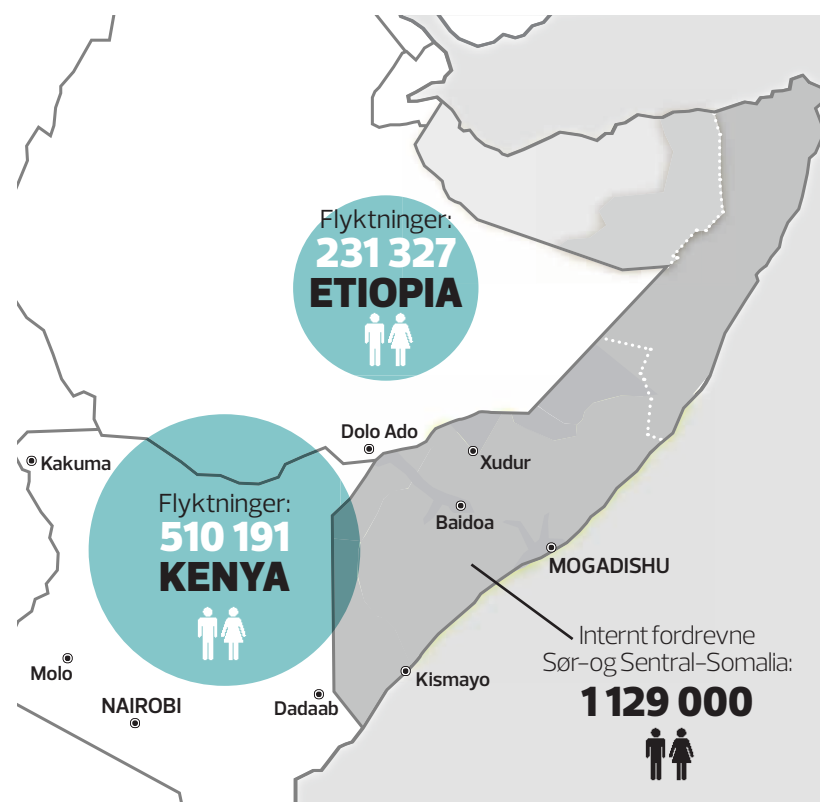 Flyktninger:
231 327
ETIOPIA
Dolo Ado
Xudur
Kakuma
Flyktninger:
510 191
KENYA
Baidoa
MOGADISHU
Internt fordrevne
Sør-og Sentral-Somalia:
1 129 000
Molo
Kismayo
NAIROBI
Dadaab